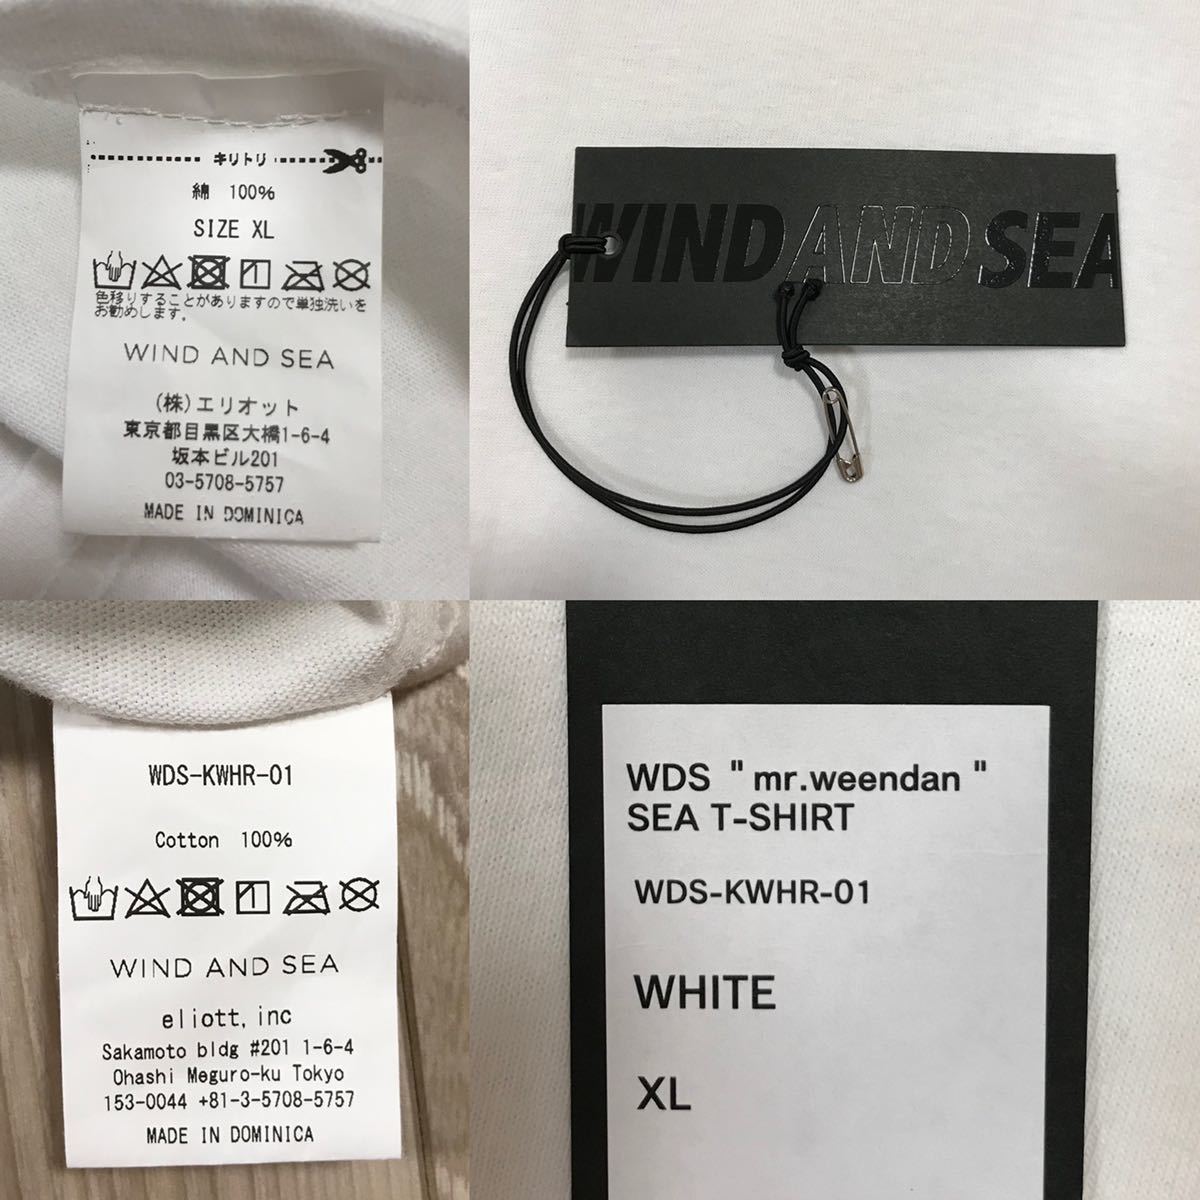 キリトリ
綿 100%
SIZE XL
色移りすることがありますので単独洗いを
お勧めします。
WIND AND SEA
(株)エリオット
東京都目黒区大橋1-6-4
坂本ビル201
03-5708-5757
MADE IN DOMINICA
WIND AND SEA
WDS-KWHR-01
Cotton 100%
WIND AND SEA
eliott, inc
Sakamoto bldg #201 1-6-4
Ohashi Meguro-ku Tokyo
153-0044 +81-3-5708-5757
MADE IN DOMINICA
WDS "mr.weendan"
SEA T-SHIRT
WDS-KWHR-01
WHITE
XL